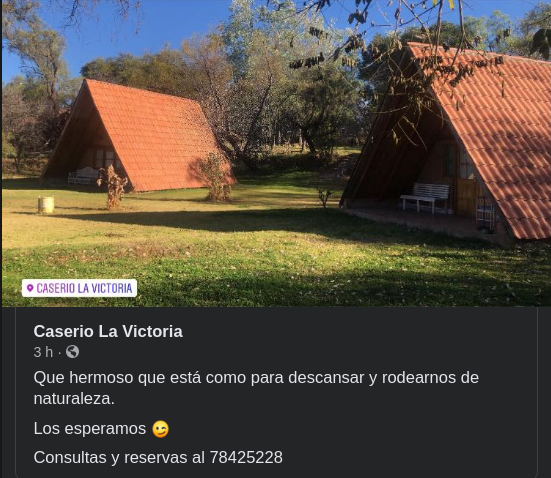 CASERIO LA VICTORIA
Caserio La Victoria
3 h ·
Que hermoso que está como para descansar y rodearnos de
naturaleza.
Los esperamos 😉
Consultas y reservas al 78425228